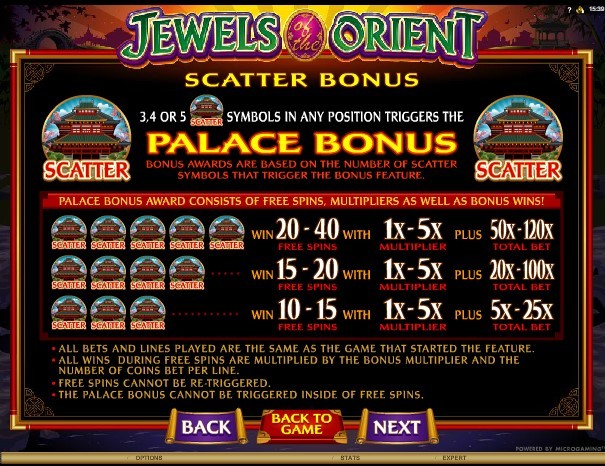 ? 15:39
JEWELS of the ORIENT
SCATTER BONUS
3,4 OR 5 SCATTER SYMBOLS IN ANY POSITION TRIGGERS THE
SCATTER PALACE BONUS SCATTER
BONUS AWARDS ARE BASED ON THE NUMBER OF SCATTER
SYMBOLS THAT TRIGGER THE BONUS FEATURE.
PALACE BONUS AWARD CONSISTS OF FREE SPINS, MULTIPLIERS AS WELL AS BONUS WINS!
WIN 20 - 40 WITH 1x-5x PLUS 50x-120x
SCATTER SCATTER SCATTER SCATTER SCATTER FREE SPINS MULTIPLIER TOTAL BET
WIN 15 - 20 WITH 1x-5x PLUS 20x-100x
SCATTER SCATTER SCATTER SCATTER FREE SPINS MULTIPLIER TOTAL BET
WIN 10 - 15 WITH 1x-5x PLUS 5x-25x
SCATTER SCATTER SCATTER FREE SPINS MULTIPLIER TOTAL BET
• ALL BETS AND LINES PLAYED ARE THE SAME AS THE GAME THAT STARTED THE FEATURE.
• ALL WINS DURING FREE SPINS ARE MULTIPLIED BY THE BONUS MULTIPLIER AND THE
NUMBER OF COINS BET PER LINE.
• FREE SPINS CANNOT BE RE-TRIGGERED.
• THE PALACE BONUS CANNOT BE TRIGGERED INSIDE OF FREE SPINS.
BACK BACK TO NEXT
GAME
POWERED BY MICROGAMING
OPTIONS STATS EXPERT